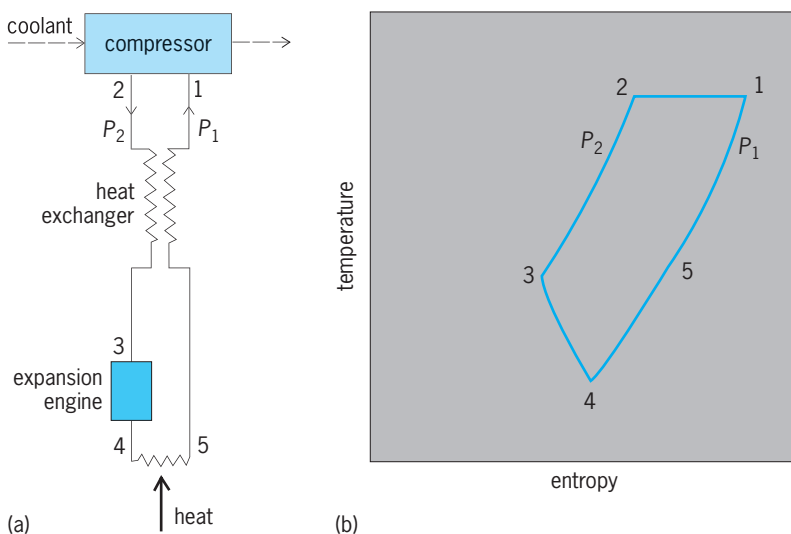 coolant
compressor
2
1
P2
P1
heat
exchanger
3
expansion
engine
4
5
heat
(a)
temperature
2
1
P2
P1
3
5
4
entropy
(b)